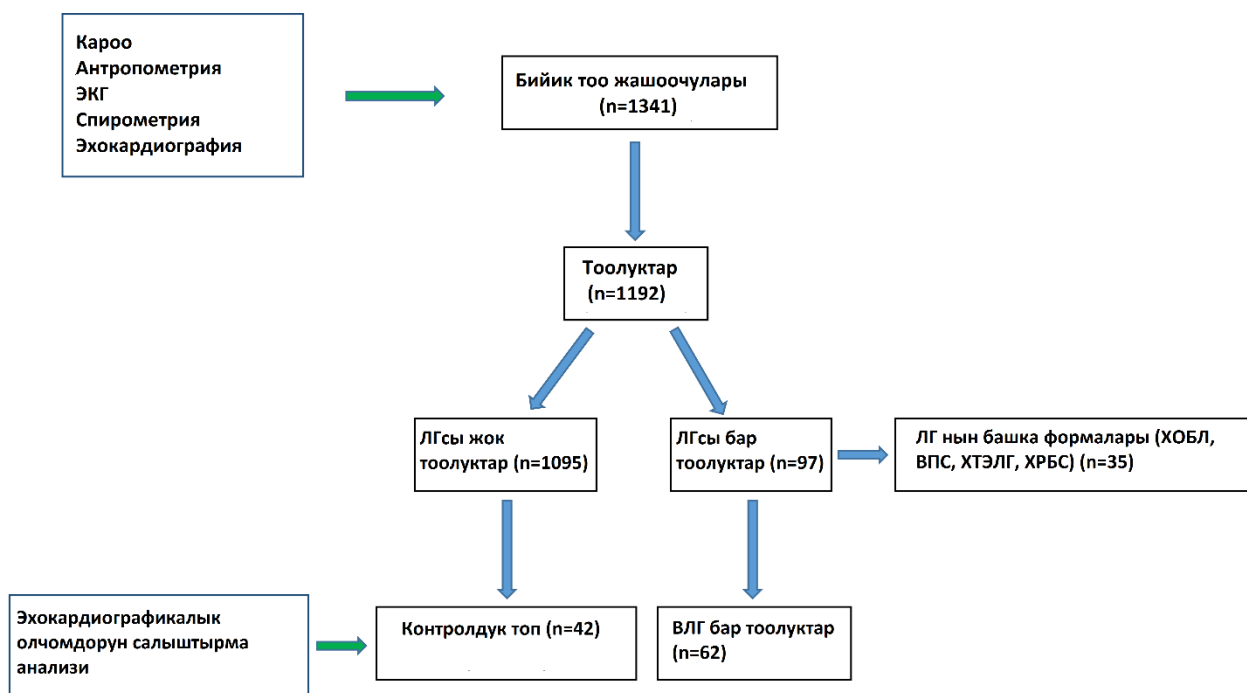 Кароо
Антропометрия
ЭКГ
Спирометрия
Эхокардиография
Бийик тоо жашоочулары
(n=1341)
Тоолуктар
(n=1192)
ЛГсы жок
тоолуктар (n=1095)
ЛГсы бар
тоолуктар (n=97)
ЛГ нын башка формалары (ХОБЛ,
ВПС, ХТЭЛГ, ХРБС) (n=35)
Эхокардиографикалык
олчомдорун салыштырма
анализи
Контролдук топ (n=42)
ВЛГ бар тоолуктар
(n=62)